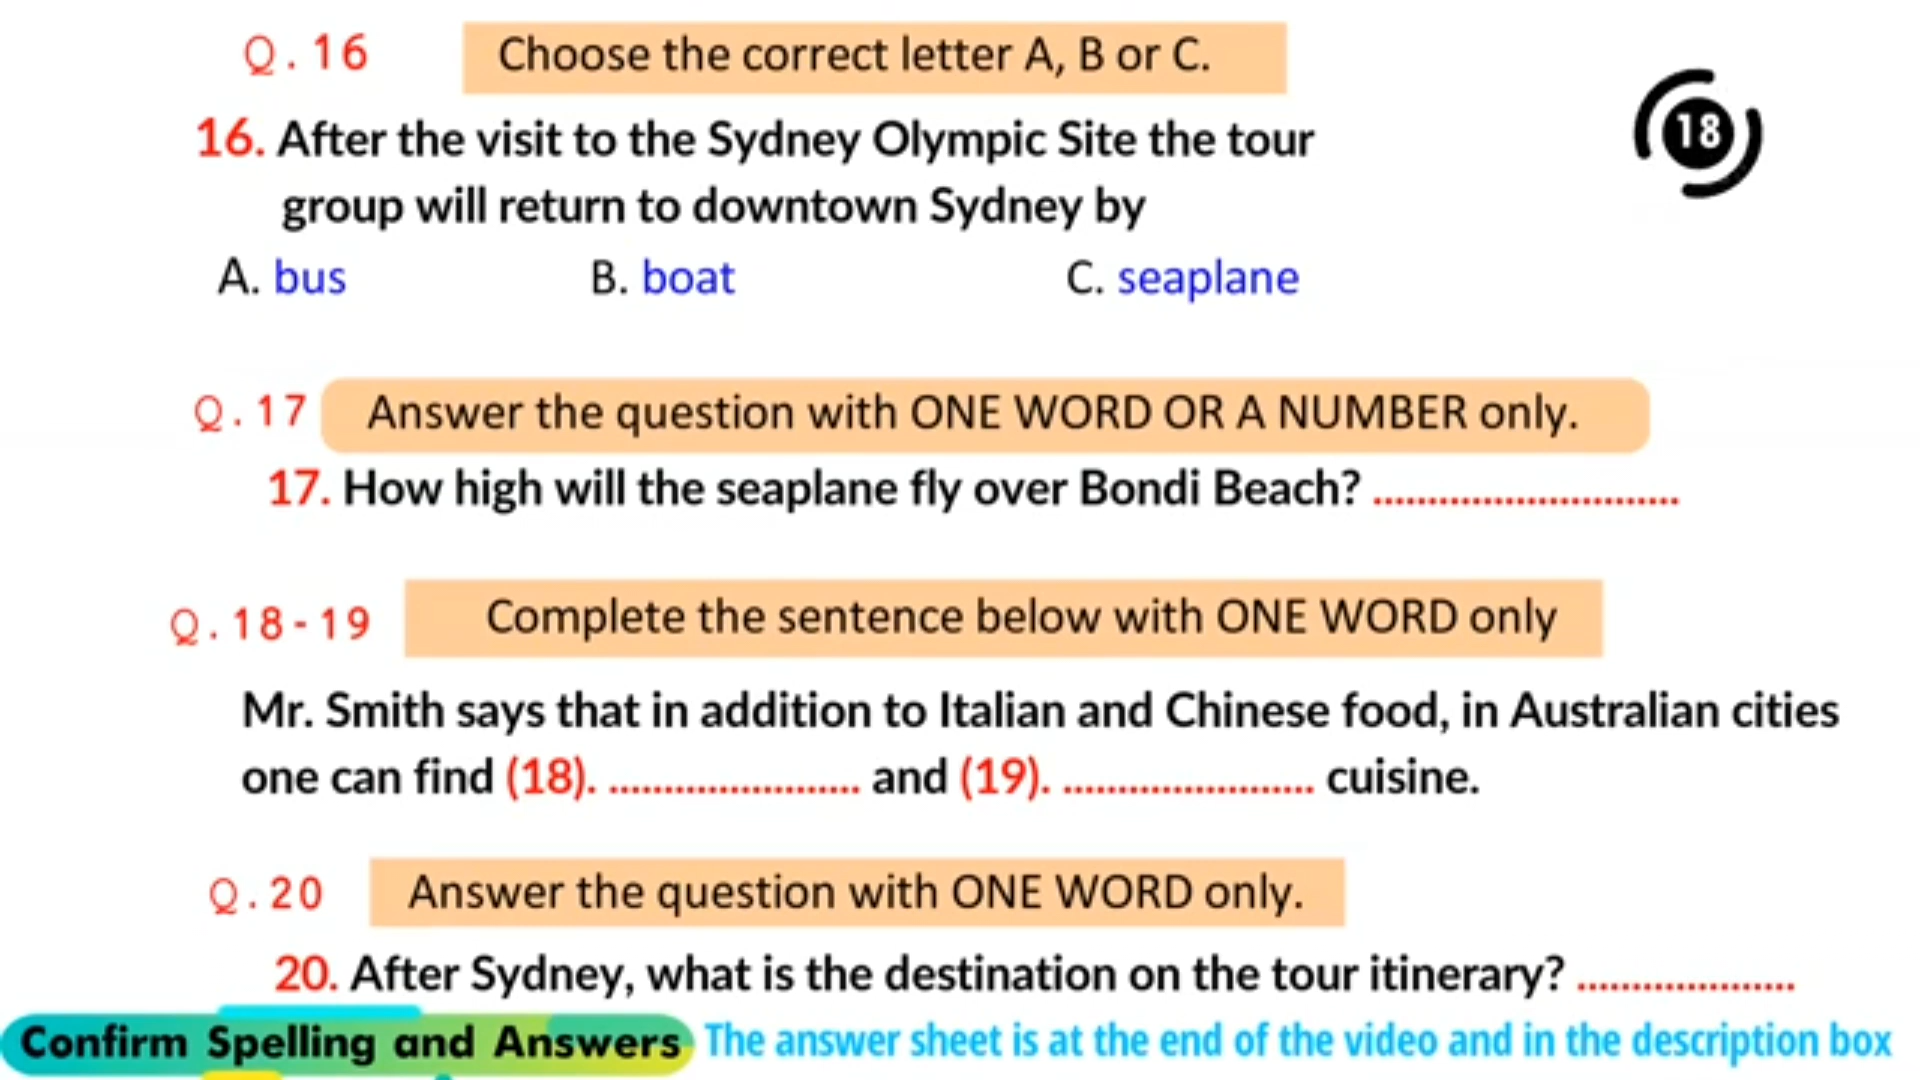 Q.16 Choose the correct letter A, B or C.
18
16. After the visit to the Sydney Olympic Site the tour
group will return to downtown Sydney by
A. bus B. boat C. seaplane
Q.17 Answer the question with ONE WORD OR A NUMBER only.
17. How high will the seaplane fly over Bondi Beach? ............................
Q.18-19 Complete the sentence below with ONE WORD only
Mr. Smith says that in addition to Italian and Chinese food, in Australian cities
one can find (18). ....................... and (19). ....................... cuisine.
Q.20 Answer the question with ONE WORD only.
20. After Sydney, what is the destination on the tour itinerary? ....................
Confirm Spelling and Answers The answer sheet is at the end of the video and in the description box